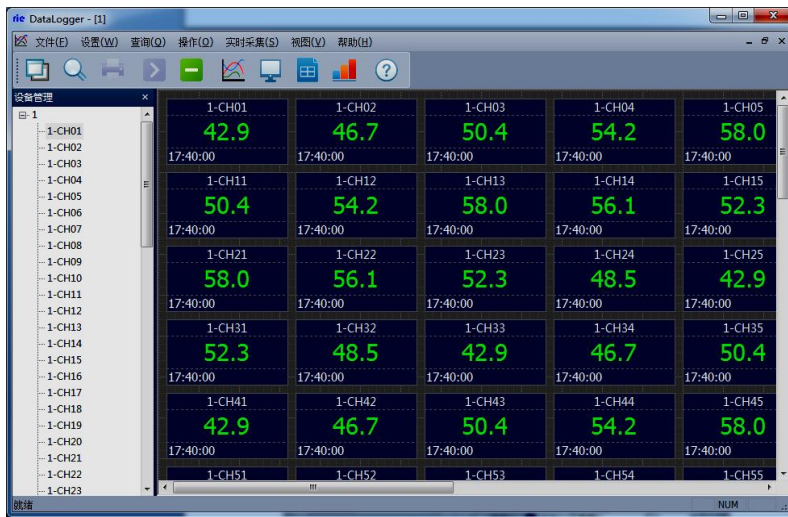 rie DataLogger - [1]
文件(F) 设置(W) 查询(Q) 操作(O) 实时采集(S) 视图(V) 帮助(H)
设备管理
1
1-CH01
1-CH02
1-CH03
1-CH04
1-CH05
1-CH06
1-CH07
1-CH08
1-CH09
1-CH10
1-CH11
1-CH12
1-CH13
1-CH14
1-CH15
1-CH16
1-CH17
1-CH18
1-CH19
1-CH20
1-CH21
1-CH22
1-CH23
1-CH01 1-CH02 1-CH03 1-CH04 1-CH05
42.9 46.7 50.4 54.2 58.0
17:40:00 17:40:00 17:40:00 17:40:00 17:40:00
1-CH11 1-CH12 1-CH13 1-CH14 1-CH15
50.4 54.2 58.0 56.1 52.3
17:40:00 17:40:00 17:40:00 17:40:00 17:40:00
1-CH21 1-CH22 1-CH23 1-CH24 1-CH25
58.0 56.1 52.3 48.5 42.9
17:40:00 17:40:00 17:40:00 17:40:00 17:40:00
1-CH31 1-CH32 1-CH33 1-CH34 1-CH35
52.3 48.5 42.9 46.7 50.4
17:40:00 17:40:00 17:40:00 17:40:00 17:40:00
1-CH41 1-CH42 1-CH43 1-CH44 1-CH45
42.9 46.7 50.4 54.2 58.0
17:40:00 17:40:00 17:40:00 17:40:00 17:40:00
1-CH51 1-CH52 1-CH53 1-CH54 1-CH55
就绪 NUM